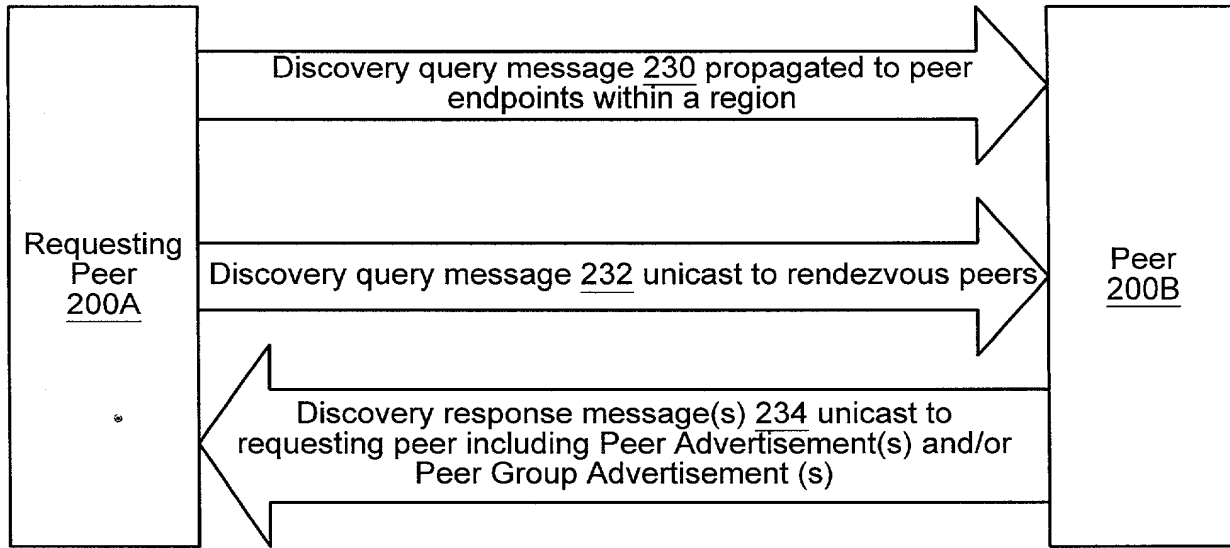 Discovery query message 230 propagated to peer
endpoints within a region
Requesting
Peer
200A
Discovery query message 232 unicast to rendezvous peers
Peer
200B
Discovery response message(s) 234 unicast to
requesting peer including Peer Advertisement(s) and/or
Peer Group Advertisement (s)